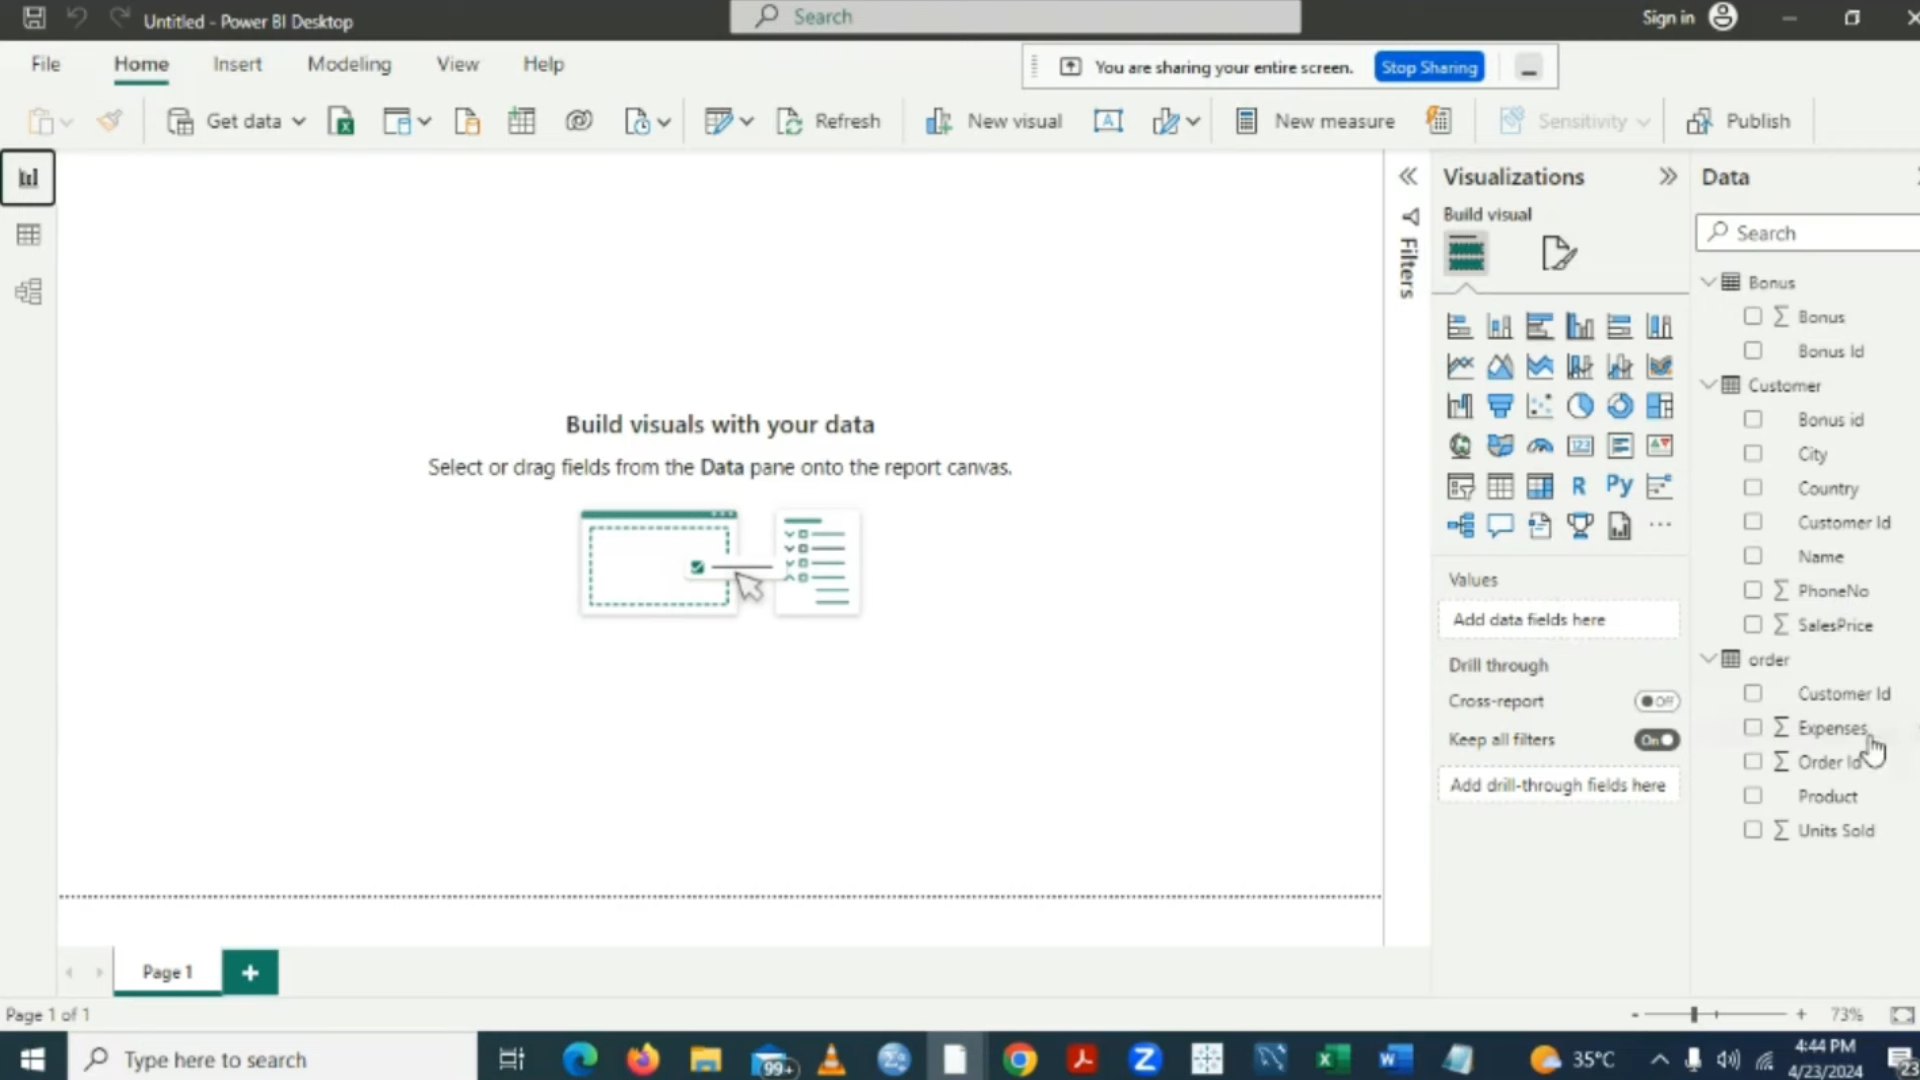 Untitled - Power BI Desktop
Search
Sign in
File
Home
Insert
Modeling
View
Help
You are sharing your entire screen.
Stop Sharing
Get data
Refresh
New visual
New measure
Sensitivity
Publish
Visualizations
Data
Build visual
Search
Filters
Bonus
Bonus
Bonus Id
Customer
Bonus id
City
Country
Customer Id
Name
PhoneNo
SalesPrice
order
Customer Id
Expenses
Order Id
Product
Units Sold
Build visuals with your data
Select or drag fields from the Data pane onto the report canvas.
123
R
Py
Values
Add data fields here
Drill through
Cross-report
Off
Keep all filters
On
Add drill-through fields here
Page 1
Page 1 of 1
73%
Type here to search
99+
35°C
4:44 PM
4/23/2024
23